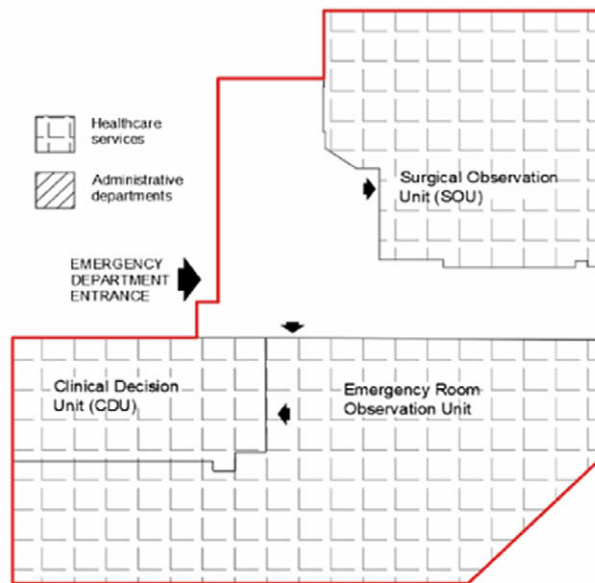 Healthcare
services
Administrative
departments
Surgical Observation
Unit (SOU)
EMERGENCY
DEPARTMENT
ENTRANCE
Clinical Decision
Unit (CDU)
Emergency Room
Observation Unit